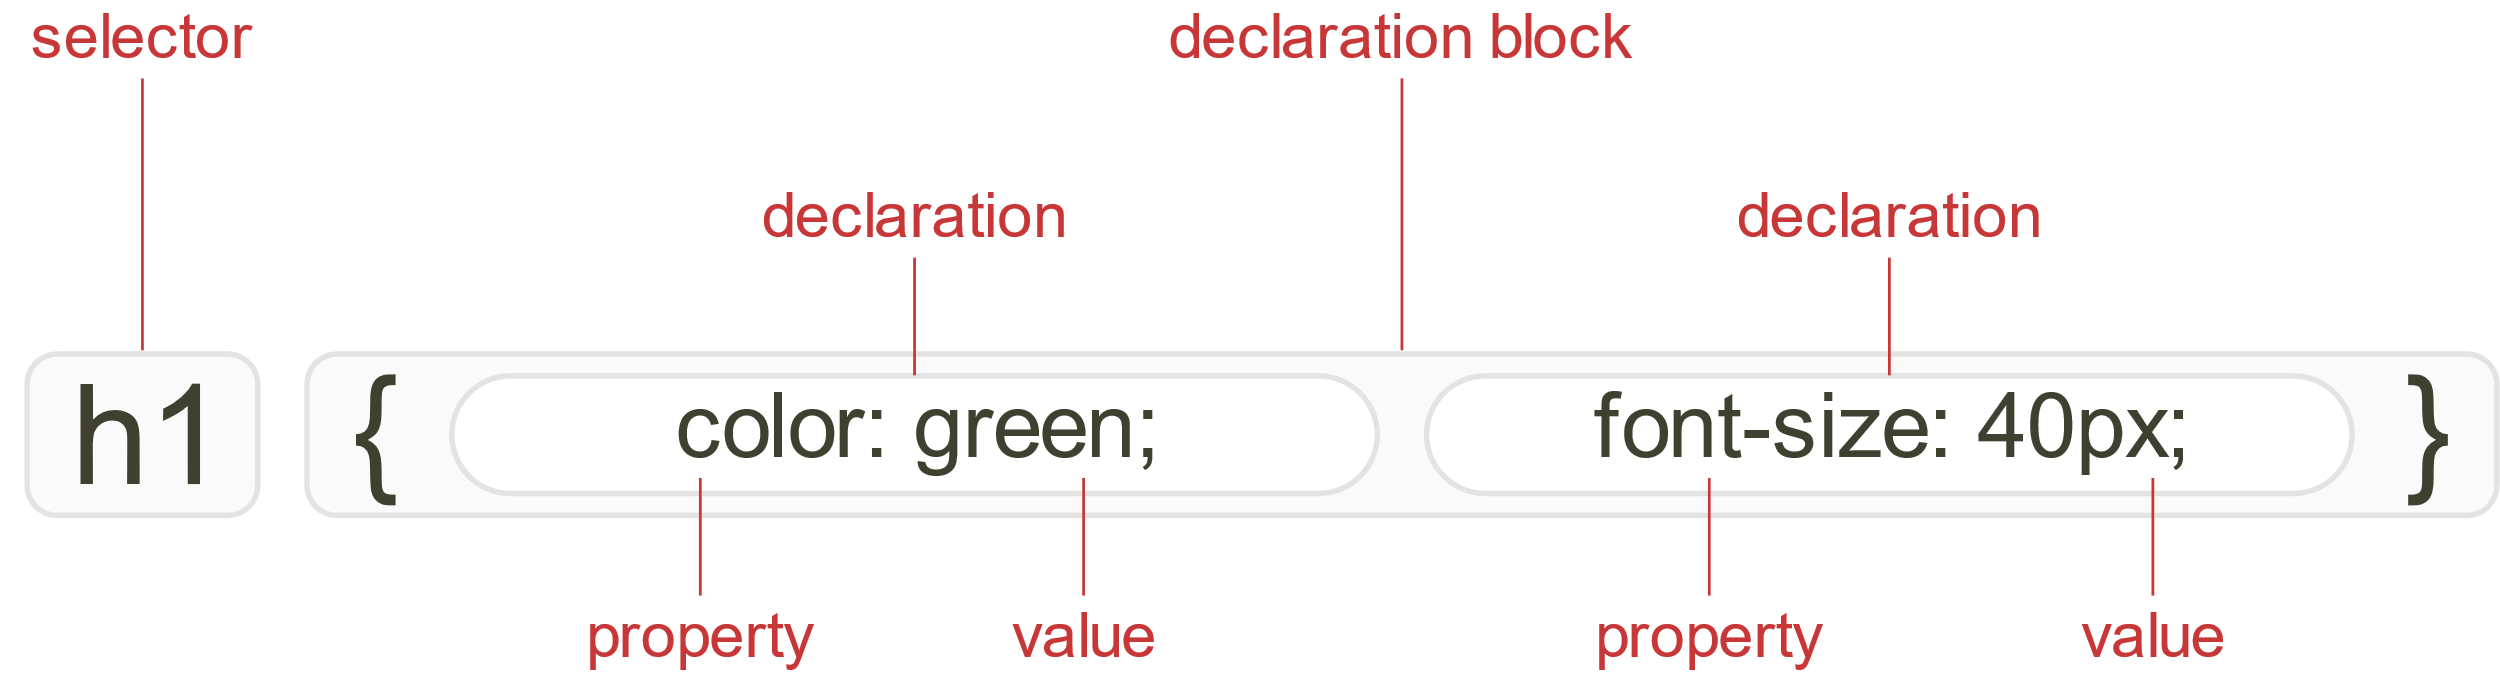 selector declaration block
declaration declaration
h1 { color: green; font-size: 40px; }
property value property value